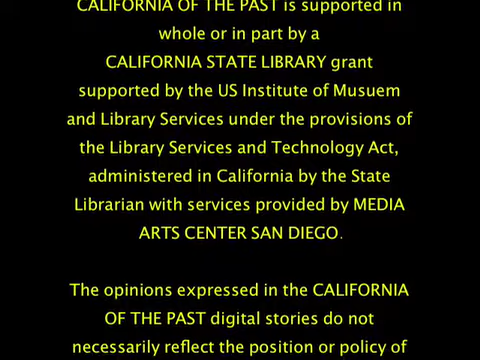 CALIFORNIA OF THE PAST is supported in
whole or in part by a
CALIFORNIA STATE LIBRARY grant
supported by the US Institute of Musuem
and Library Services under the provisions of
the Library Services and Technology Act,
administered in California by the State
Librarian with services provided by MEDIA
ARTS CENTER SAN DIEGO.
The opinions expressed in the CALIFORNIA
OF THE PAST digital stories do not
necessarily reflect the position or policy of